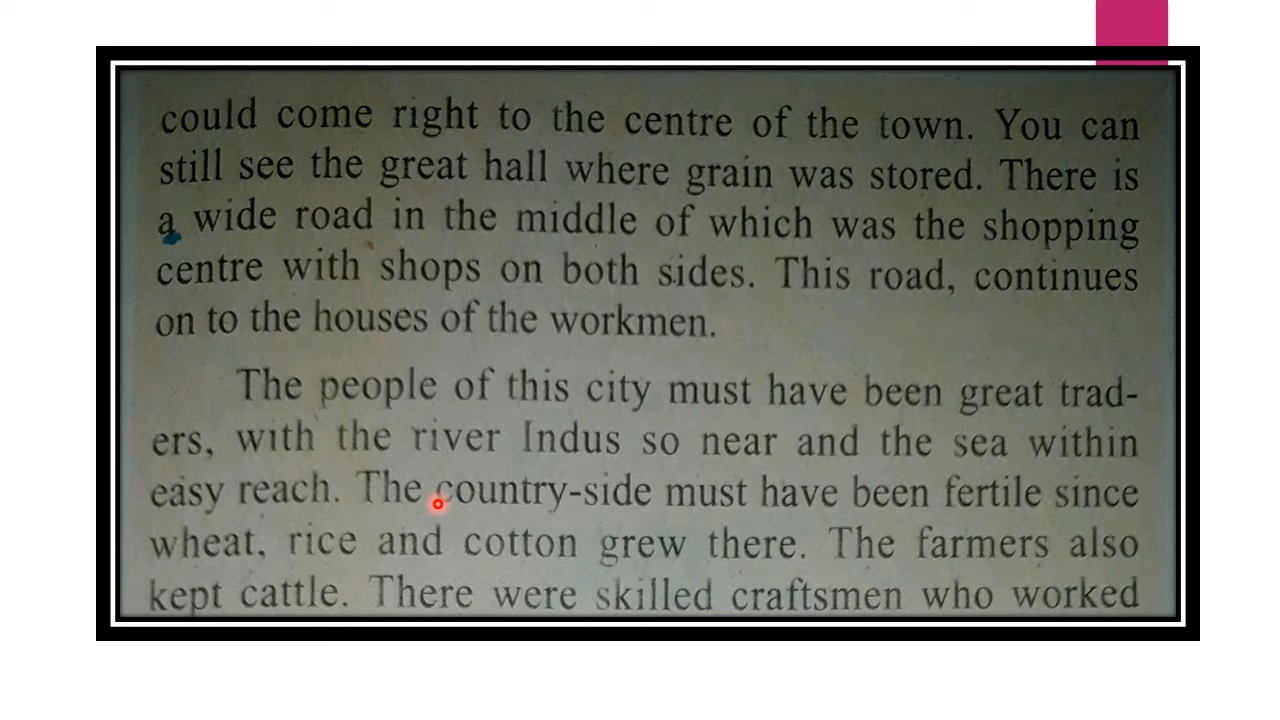 could come right to the centre of the town. You can
still see the great hall where grain was stored. There is
a wide road in the middle of which was the shopping
centre with shops on both sides. This road, continues
on to the houses of the workmen.
The people of this city must have been great trad-
ers, with the river Indus so near and the sea within
easy reach. The country-side must have been fertile since
wheat, rice and cotton grew there. The farmers also
kept cattle. There were skilled craftsmen who worked